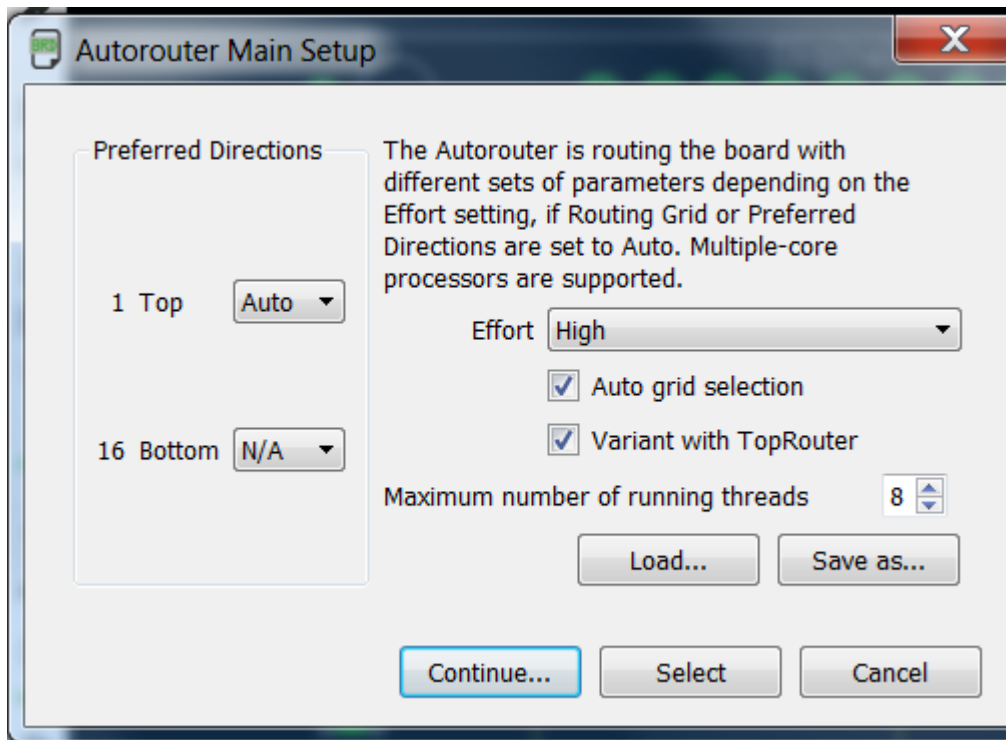 BRD
Autorouter Main Setup
Preferred Directions
1 Top Auto
16 Bottom N/A
The Autorouter is routing the board with
different sets of parameters depending on the
Effort setting, if Routing Grid or Preferred
Directions are set to Auto. Multiple-core
processors are supported.
Effort High
Auto grid selection
Variant with TopRouter
Maximum number of running threads 8
Load... Save as...
Continue... Select Cancel